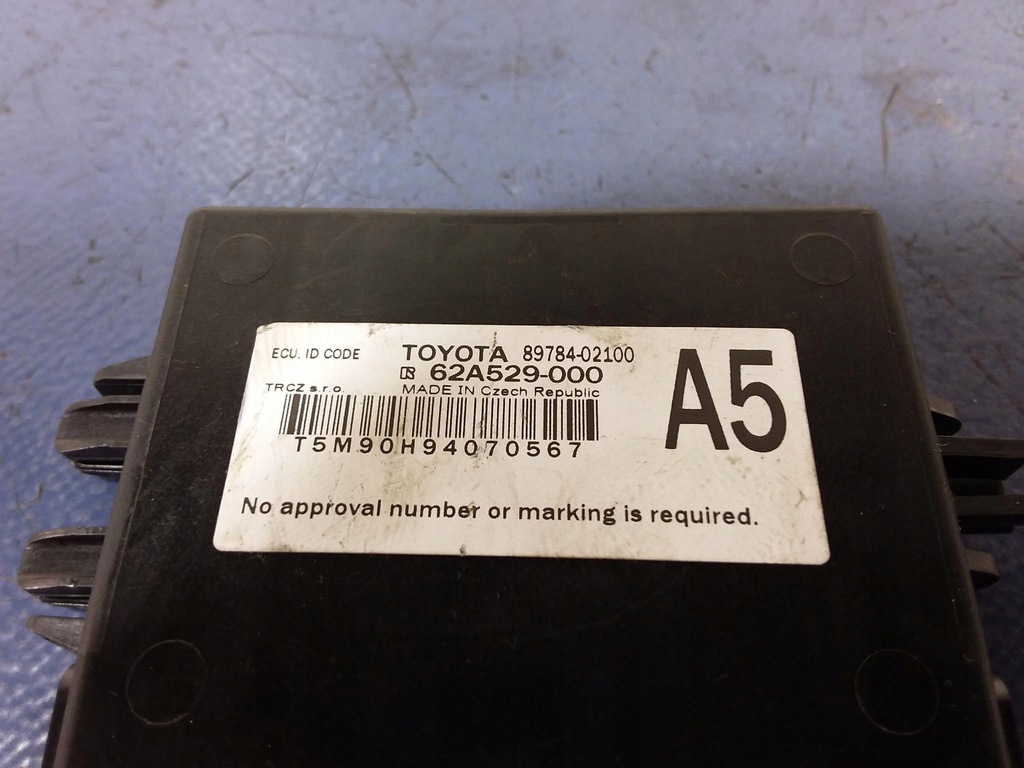 ECU. ID CODE TOYOTA 89784-02100
62A529-000
TRCZ s.r.o. MADE IN Czech Republic
A5
T5M90H94070567
No approval number or marking is required.